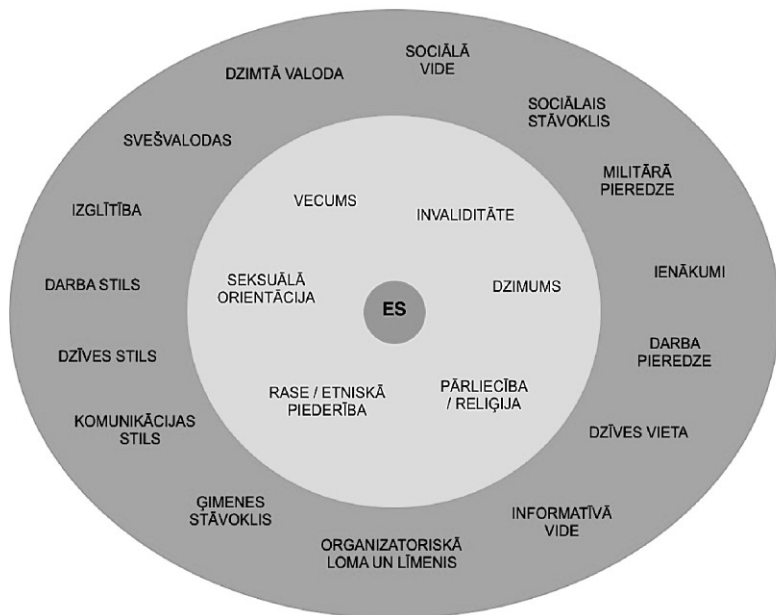 SOCIĀLĀ
VIDE
DZIMTĀ VALODA
SOCIĀLAIS
STĀVOKLIS
SVEŠVALODAS
MILITĀRĀ
PIEREDZE
VECUMS
INVALIDITĀTE
IZGLĪTĪBA
IENĀKUMI
SEKSUĀLĀ
ORIENTĀCIJA
DZIMUMS
DARBA STILS
ES
DARBA
PIEREDZE
DZĪVES STILS
RASE / ETNISKĀ
PIEDERĪBA
PĀRLIECĪBA
/ RELIĢIJA
KOMUNIKĀCIJAS
STILS
DZĪVES VIETA
ĢIMENES
STĀVOKLIS
INFORMATĪVĀ
VIDE
ORGANIZATORISKĀ
LOMA UN LĪMENIS